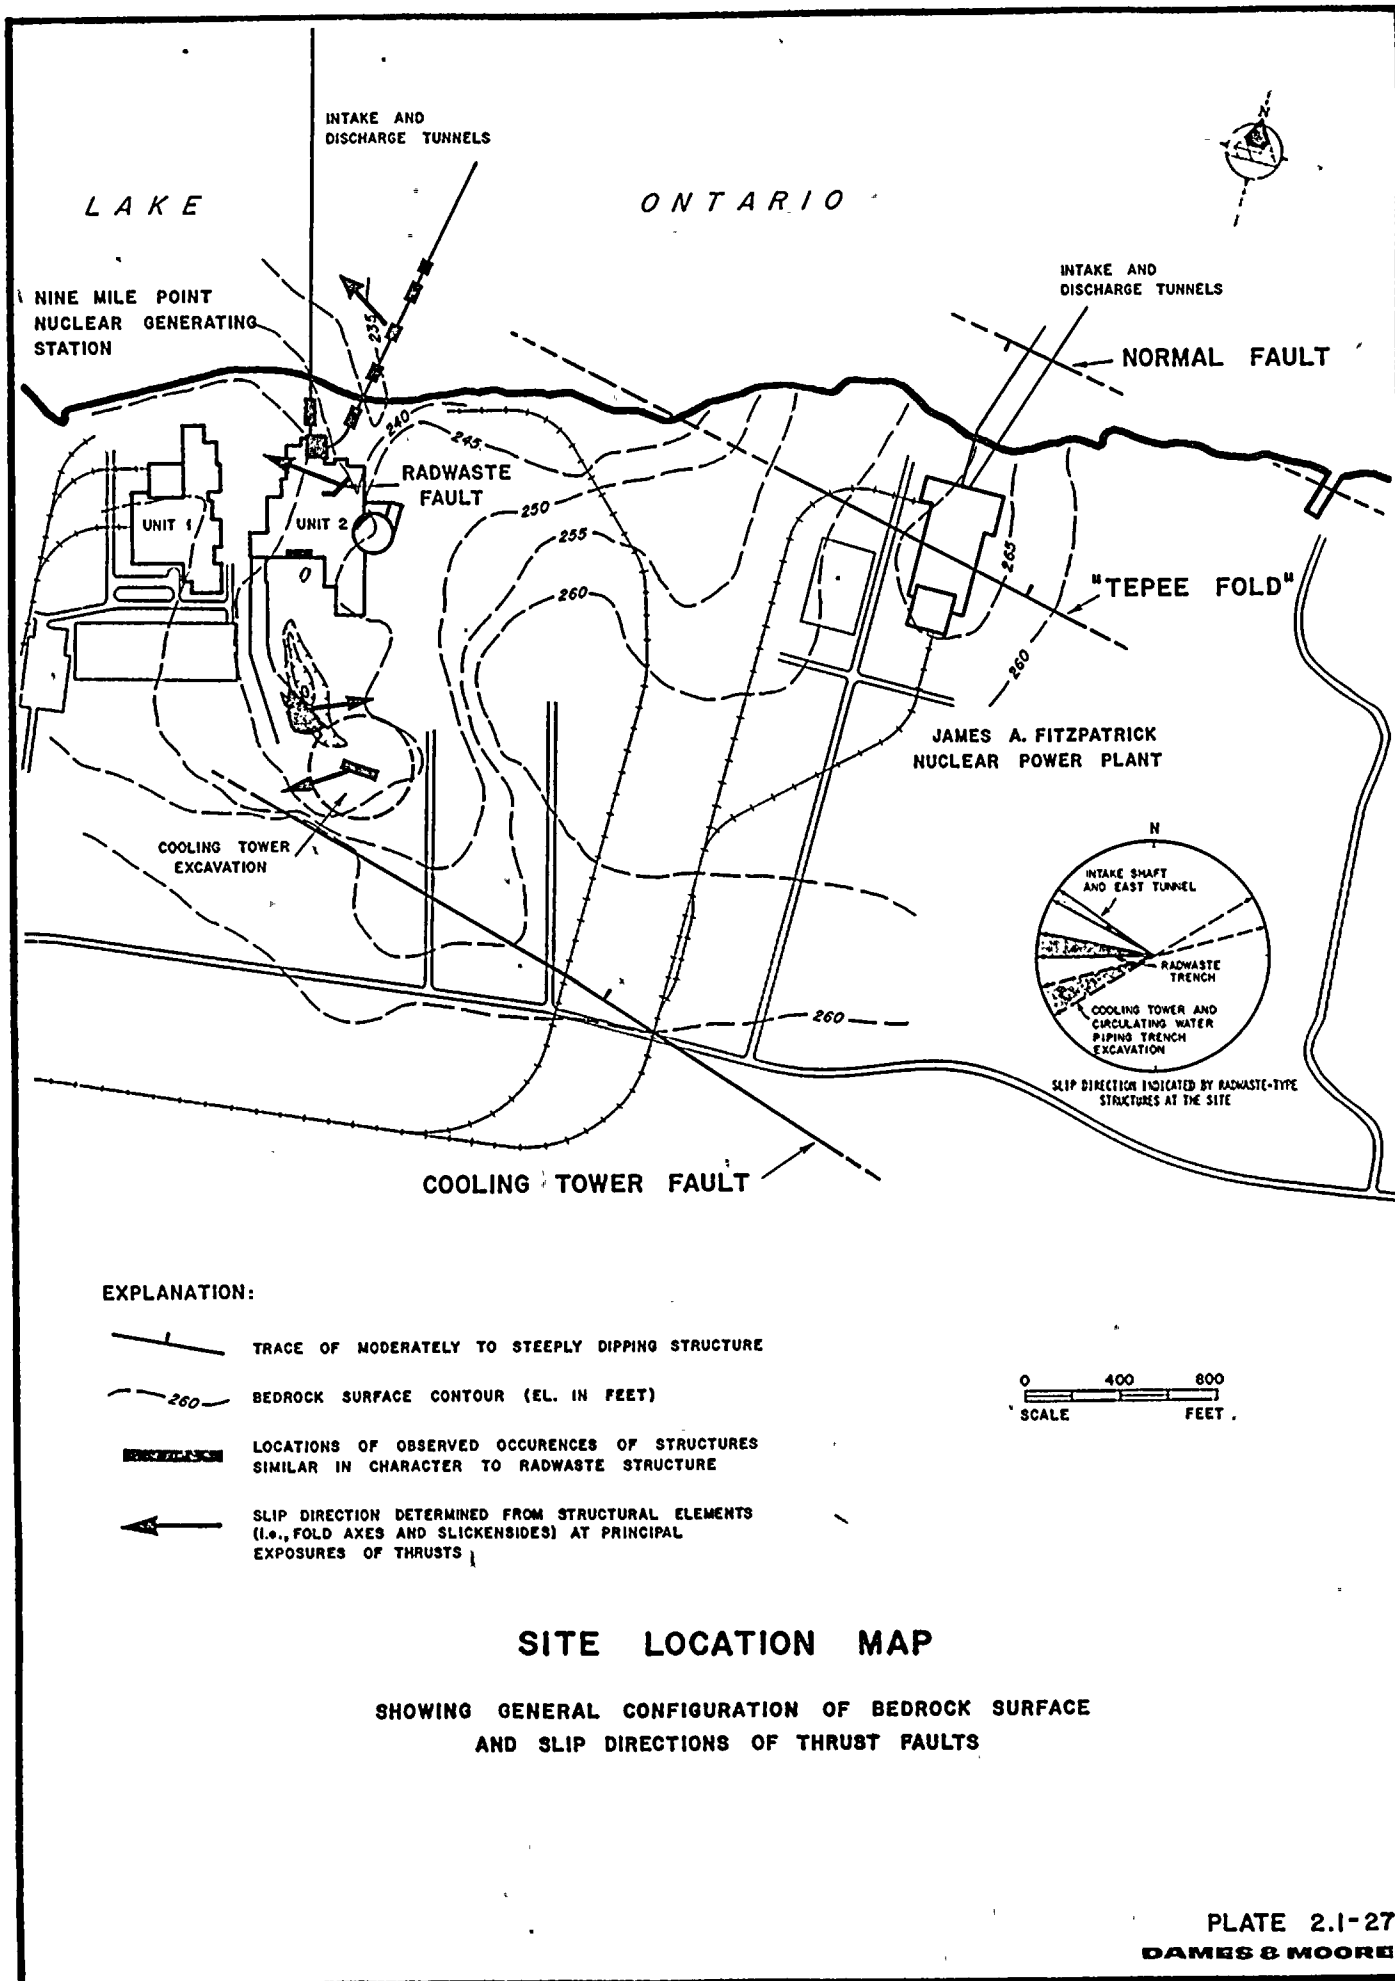 INTAKE AND
DISCHARGE TUNNELS
N
LAKE ONTARIO
INTAKE AND
DISCHARGE TUNNELS
NINE MILE POINT
NUCLEAR GENERATING
STATION
235
NORMAL FAULT
240
245
RADWASTE
FAULT
UNIT 1
UNIT 2
250
255
260
265
"TEPEE FOLD"
260
JAMES A. FITZPATRICK
NUCLEAR POWER PLANT
COOLING TOWER
EXCAVATION
N
INTAKE SHAFT
AND EAST TUNNEL
RADWASTE
TRENCH
COOLING TOWER AND
CIRCULATING WATER
PIPING TRENCH
EXCAVATION
SLIP DIRECTION INDICATED BY RADWASTE-TYPE
STRUCTURES AT THE SITE
260
COOLING TOWER FAULT
EXPLANATION:
TRACE OF MODERATELY TO STEEPLY DIPPING STRUCTURE
260
BEDROCK SURFACE CONTOUR (EL. IN FEET)
LOCATIONS OF OBSERVED OCCURENCES OF STRUCTURES
SIMILAR IN CHARACTER TO RADWASTE STRUCTURE
SLIP DIRECTION DETERMINED FROM STRUCTURAL ELEMENTS
(i.e., FOLD AXES AND SLICKENSIDES) AT PRINCIPAL
EXPOSURES OF THRUSTS
0 400 800
SCALE FEET
SITE LOCATION MAP
SHOWING GENERAL CONFIGURATION OF BEDROCK SURFACE
AND SLIP DIRECTIONS OF THRUST FAULTS
PLATE 2.1-27
DAMES & MOORE